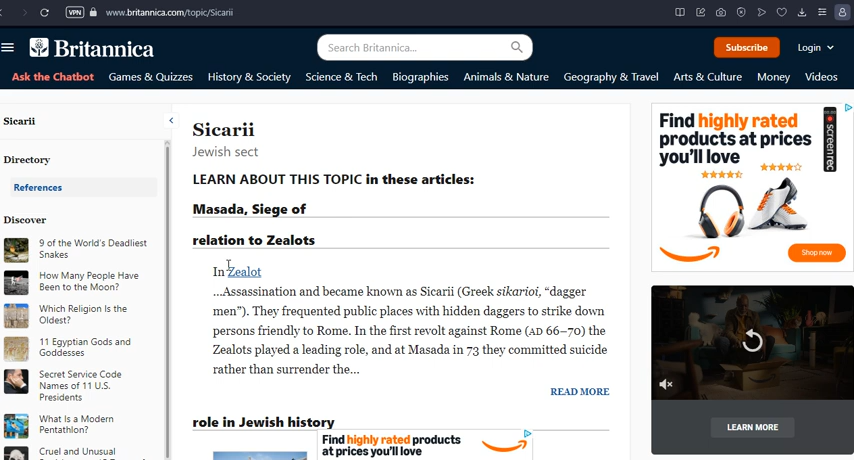 VPN www.britannica.com/topic/Sicarii
Britannica
Search Britannica...
Subscribe
Login
Ask the Chatbot Games & Quizzes History & Society Science & Tech Biographies Animals & Nature Geography & Travel Arts & Culture Money Videos
Sicarii
Directory
References
Discover
9 of the World's Deadliest
Snakes
How Many People Have
Been to the Moon?
Which Religion Is the
Oldest?
11 Egyptian Gods and
Goddesses
Secret Service Code
Names of 11 U.S.
Presidents
What Is a Modern
Pentathlon?
Cruel and Unusual
Sicarii
Jewish sect
LEARN ABOUT THIS TOPIC in these articles:
Masada, Siege of
relation to Zealots
In Zealot
…Assassination and became known as Sicarii (Greek sikarioi, “dagger
men”). They frequented public places with hidden daggers to strike down
persons friendly to Rome. In the first revolt against Rome (AD 66–70) the
Zealots played a leading role, and at Masada in 73 they committed suicide
rather than surrender the…
READ MORE
role in Jewish history
Find highly rated products
at prices you'll love
Find highly rated
products at prices
you'll love
screenrec
Shop now
LEARN MORE